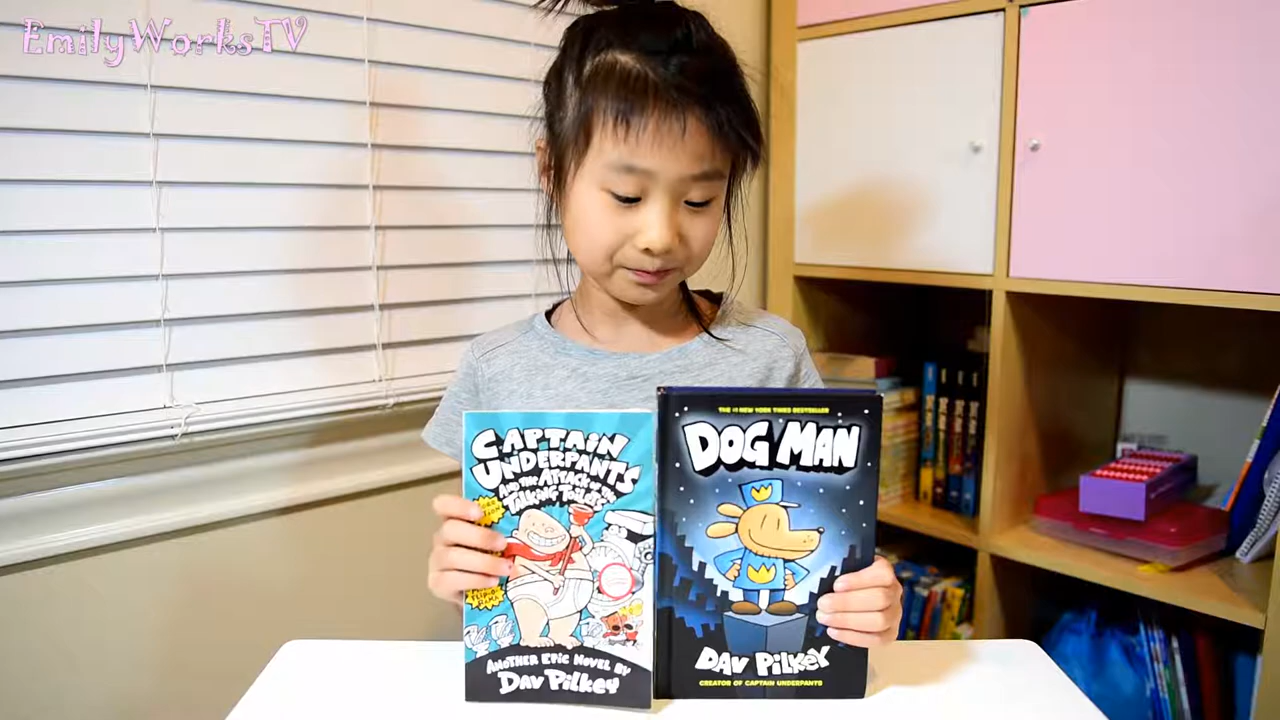 EmilyWorksTV
CAPTAIN
UNDERPANTS
AND THE ATTACK OF THE
TALKING TOILETS
ANOTHER EPIC NOVEL BY
DAV PILKEY
THE #1 NEW YORK TIMES BESTSELLER
DOG MAN
DAV PILKEY
CREATOR OF CAPTAIN UNDERPANTS